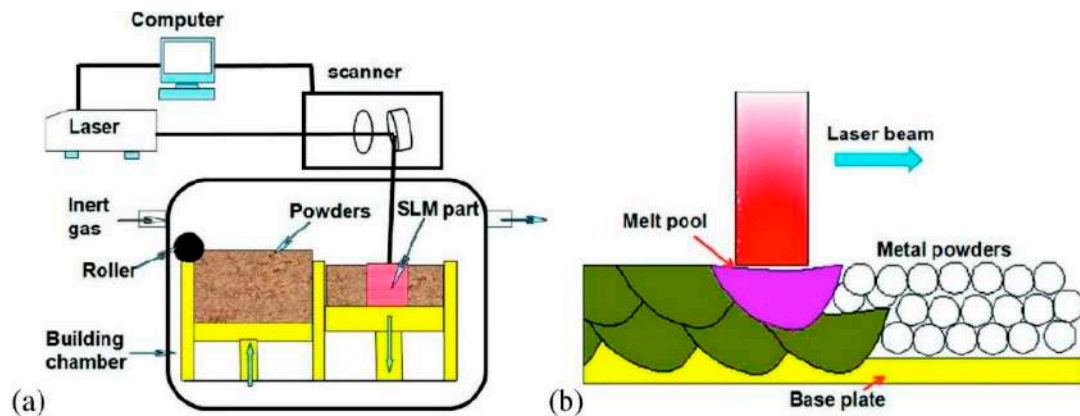 Computer
scanner
Laser
Inert
gas
Powders
SLM part
Roller
Building
chamber
(a)
Laser beam
Melt pool
Metal powders
Base plate
(b)